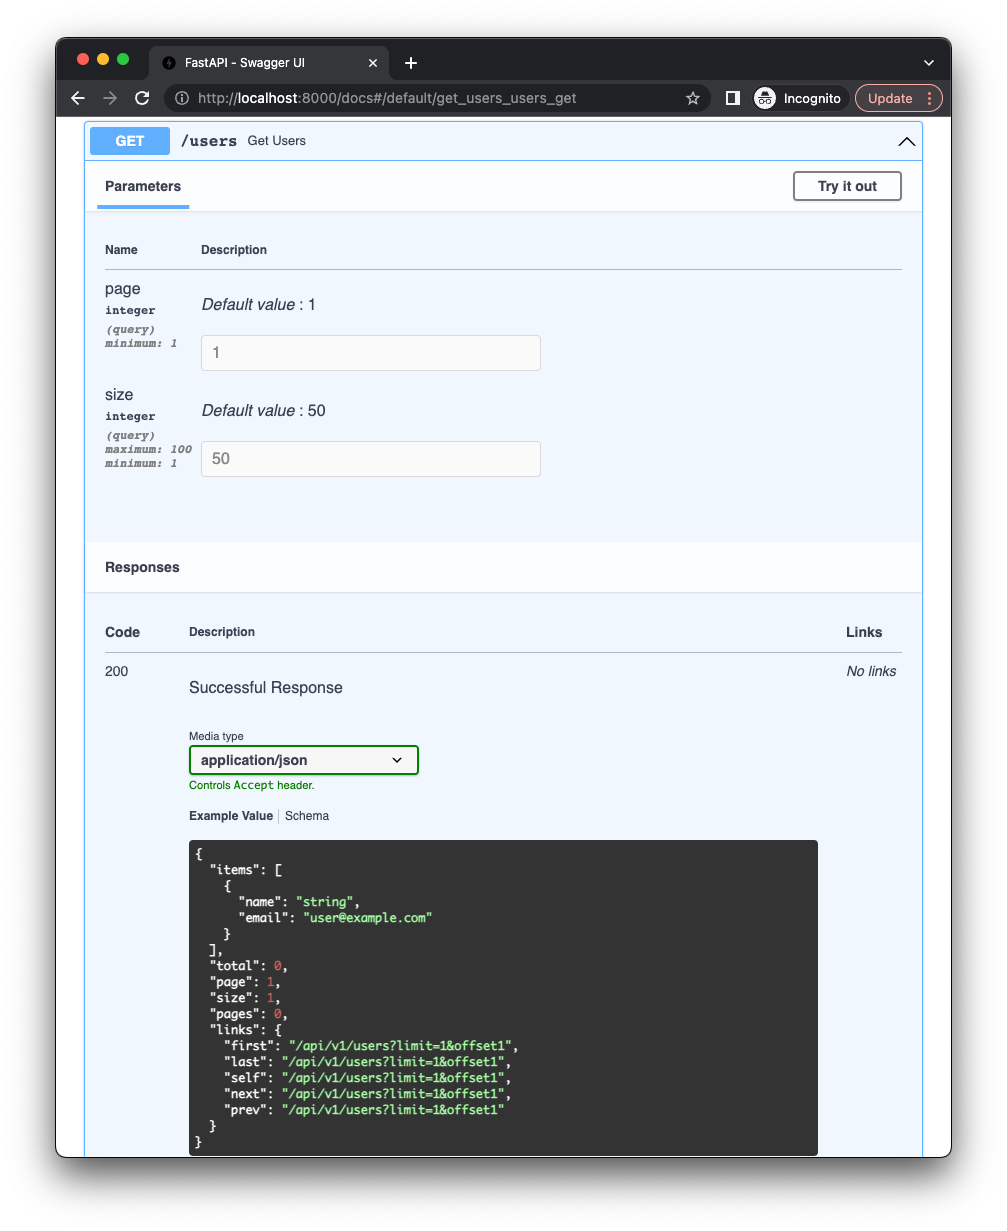 FastAPI - Swagger UI
http://localhost:8000/docs#/default/get_users_users_get
Incognito
Update
GET /users Get Users
Parameters
Try it out
Name Description
page
integer
(query)
minimum: 1
Default value : 1
1
size
integer
(query)
maximum: 100
minimum: 1
Default value : 50
50
Responses
Code Description Links
200
Successful Response
No links
Media type
application/json
Controls Accept header.
Example Value Schema
{
  "items": [
    {
      "name": "string",
      "email": "user@example.com"
    }
  ],
  "total": 0,
  "page": 1,
  "size": 1,
  "pages": 0,
  "links": {
    "first": "/api/v1/users?limit=1&offset1",
    "last": "/api/v1/users?limit=1&offset1",
    "self": "/api/v1/users?limit=1&offset1",
    "next": "/api/v1/users?limit=1&offset1",
    "prev": "/api/v1/users?limit=1&offset1"
  }
}